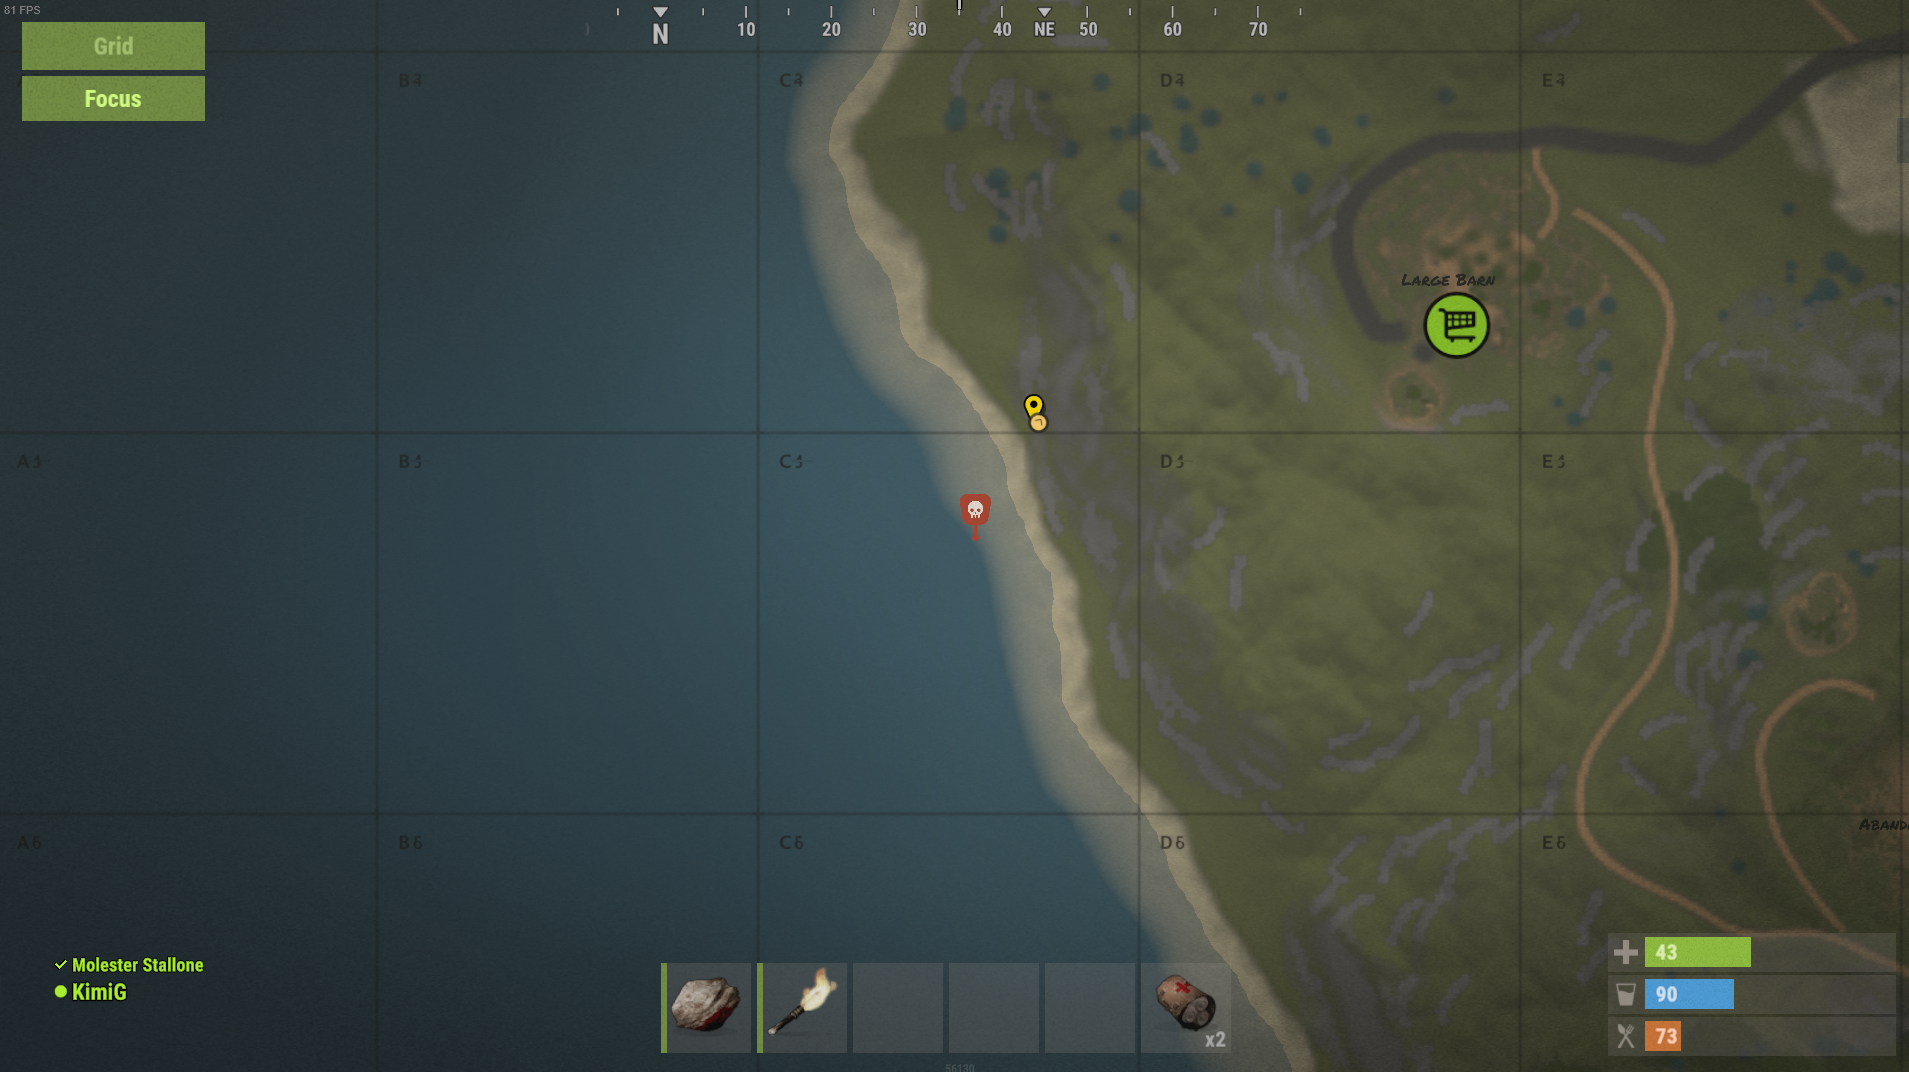 81 FPS
N 10 20 30 40 NE 50 60 70
Grid
Focus
B4 C4 D4 E4
Large Barn
A5 B5 C5 D5 E5
A6 B6 C6 D6 E6
Aband
Molester Stallone
KimiG
x2
43
90
73
56130